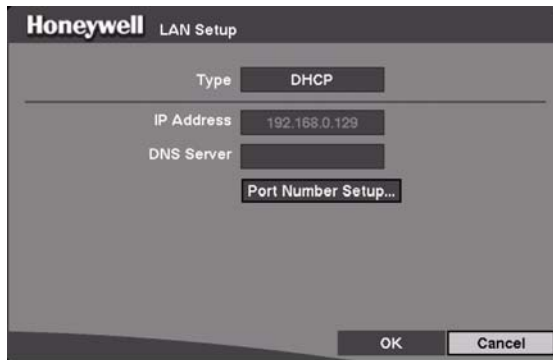 Honeywell LAN Setup
Type DHCP
IP Address 192.168.0.129
DNS Server
Port Number Setup...
OK Cancel